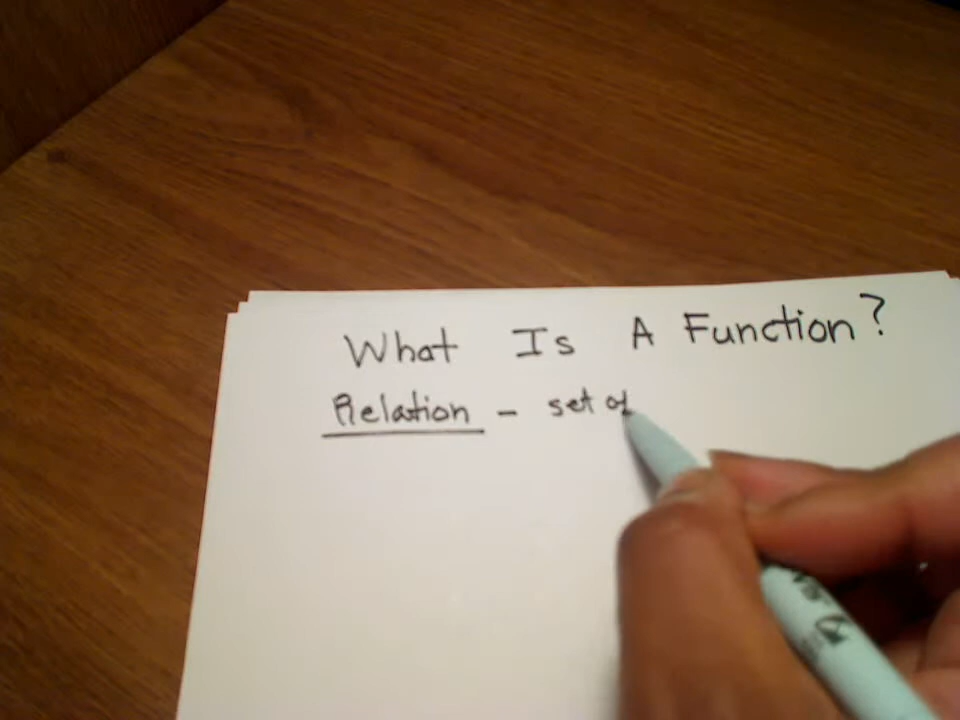 What Is A Function?
Relation – set of